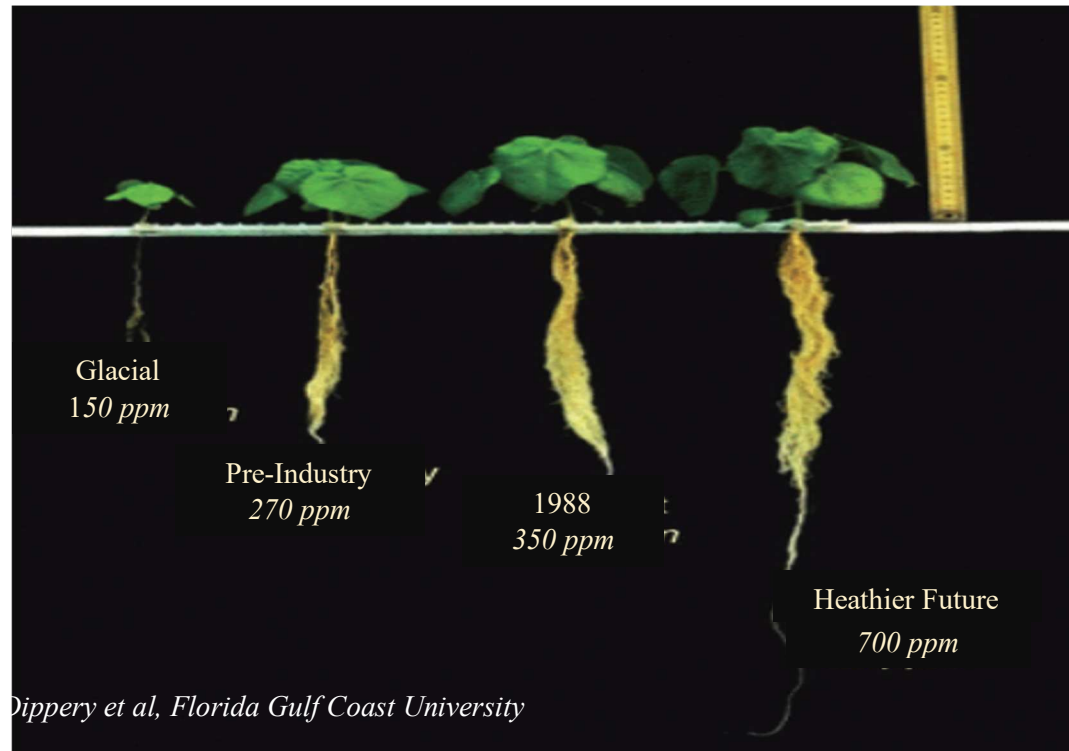 Glacial
150 ppm
Pre-Industry
270 ppm
1988
350 ppm
Heathier Future
700 ppm
Dippery et al, Florida Gulf Coast University